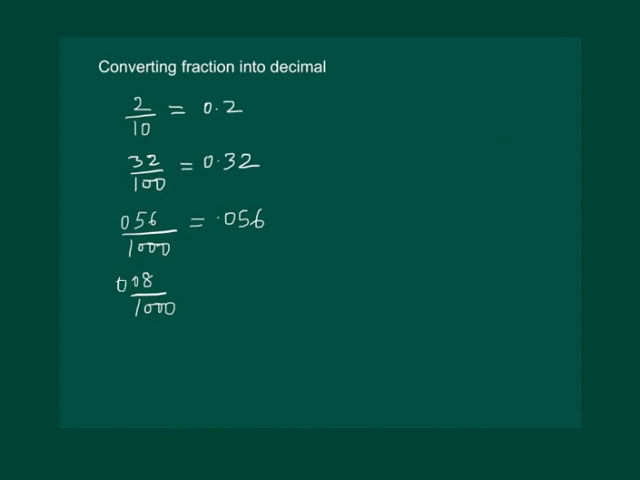 Converting fraction into decimal
2/10 = 0.2
32/100 = 0.32
056/1000 = .056
008/1000